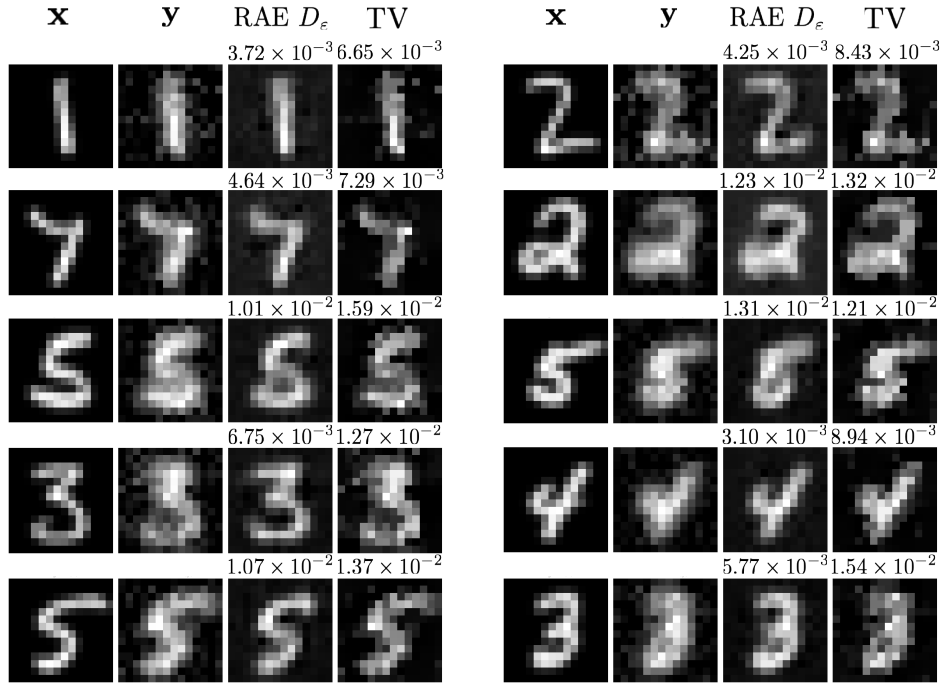 x y RAE D_ε TV x y RAE D_ε TV
3.72 × 10⁻³ 6.65 × 10⁻³ 4.25 × 10⁻³ 8.43 × 10⁻³
4.64 × 10⁻³ 7.29 × 10⁻³ 1.23 × 10⁻² 1.32 × 10⁻²
1.01 × 10⁻² 1.59 × 10⁻² 1.31 × 10⁻² 1.21 × 10⁻²
6.75 × 10⁻³ 1.27 × 10⁻² 3.10 × 10⁻³ 8.94 × 10⁻³
1.07 × 10⁻² 1.37 × 10⁻² 5.77 × 10⁻³ 1.54 × 10⁻²